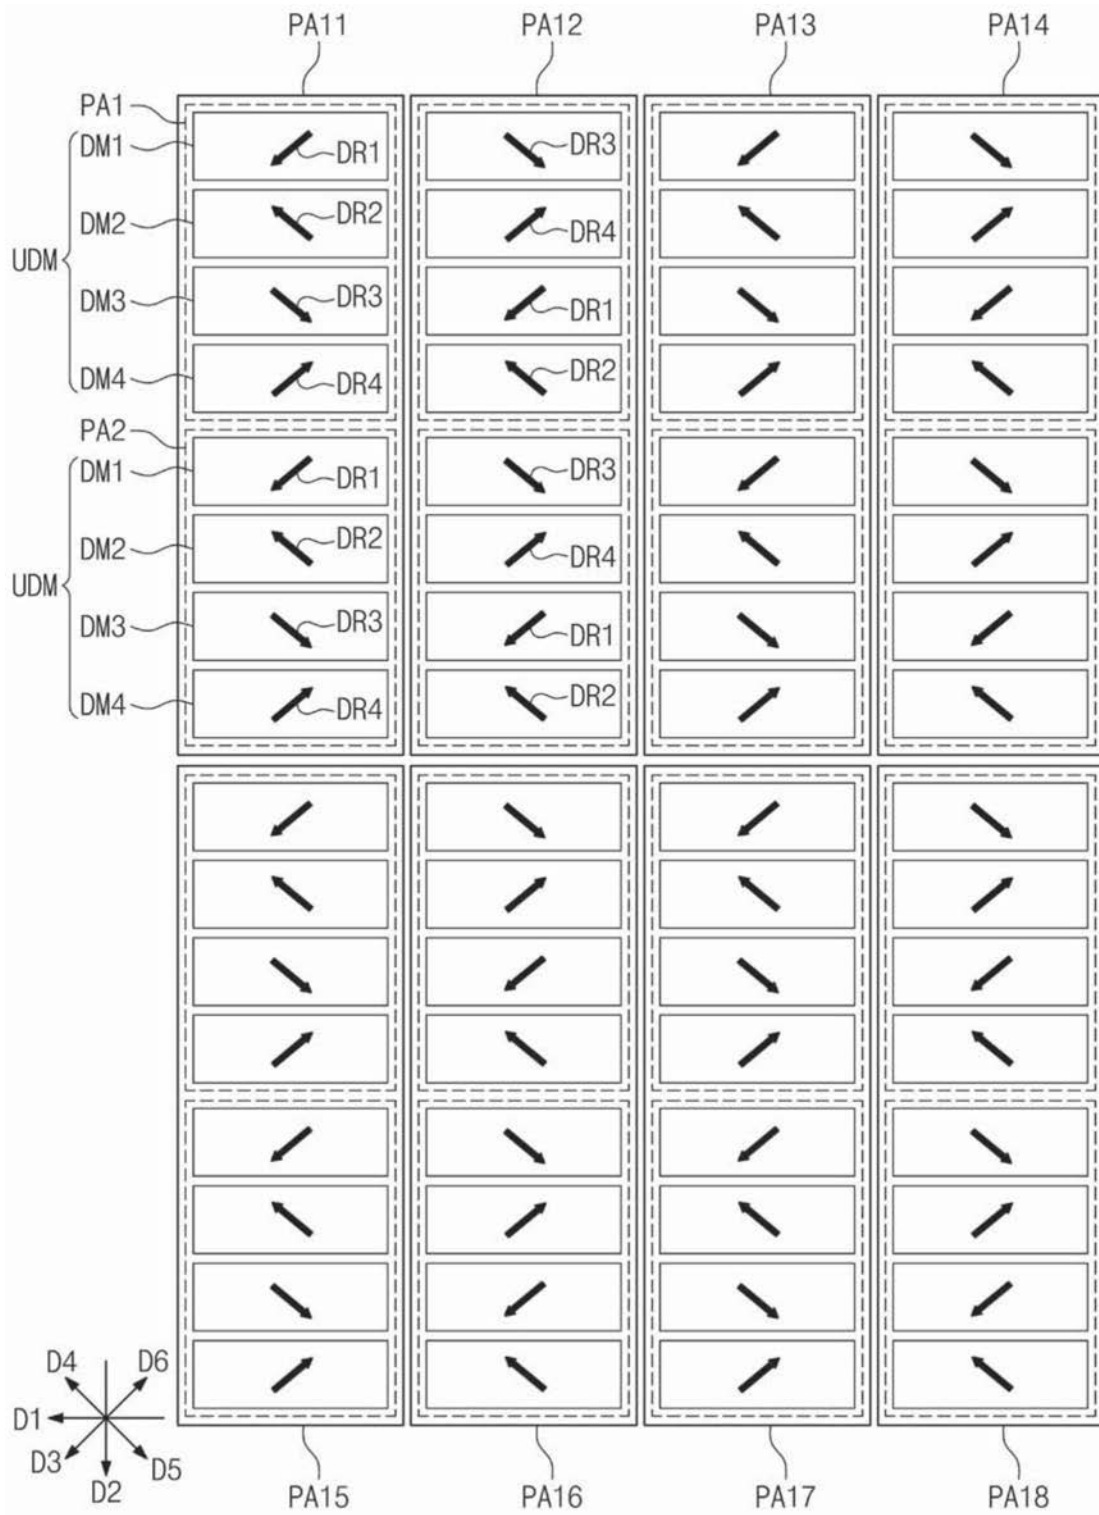 PA11 PA12 PA13 PA14
PA1
DM1 DR1 DR3
DM2 DR2 DR4
UDM
DM3 DR3 DR1
DM4 DR4 DR2
PA2
DM1 DR1 DR3
DM2 DR2 DR4
UDM
DM3 DR3 DR1
DM4 DR4 DR2
D4 D6
D1
D3 D5
D2
PA15 PA16 PA17 PA18